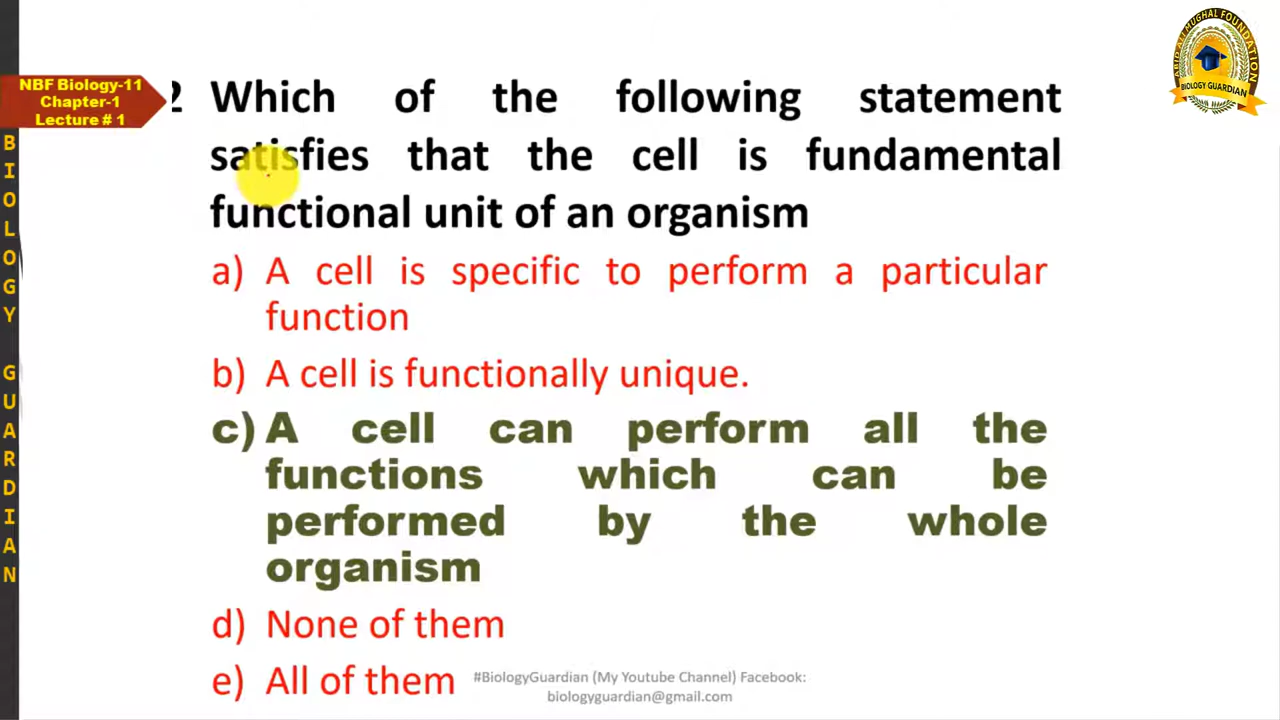 NBF Biology-11
Chapter-1
Lecture # 1
BIOLOGY GUARDIAN
2 Which of the following statement
satisfies that the cell is fundamental
functional unit of an organism
a) A cell is specific to perform a particular
function
b) A cell is functionally unique.
c) A cell can perform all the
functions which can be
performed by the whole
organism
d) None of them
e) All of them
#BiologyGuardian (My Youtube Channel) Facebook:
biologyguardian@gmail.com
MUGHAL FOUNDATION
BIOLOGY GUARDIAN